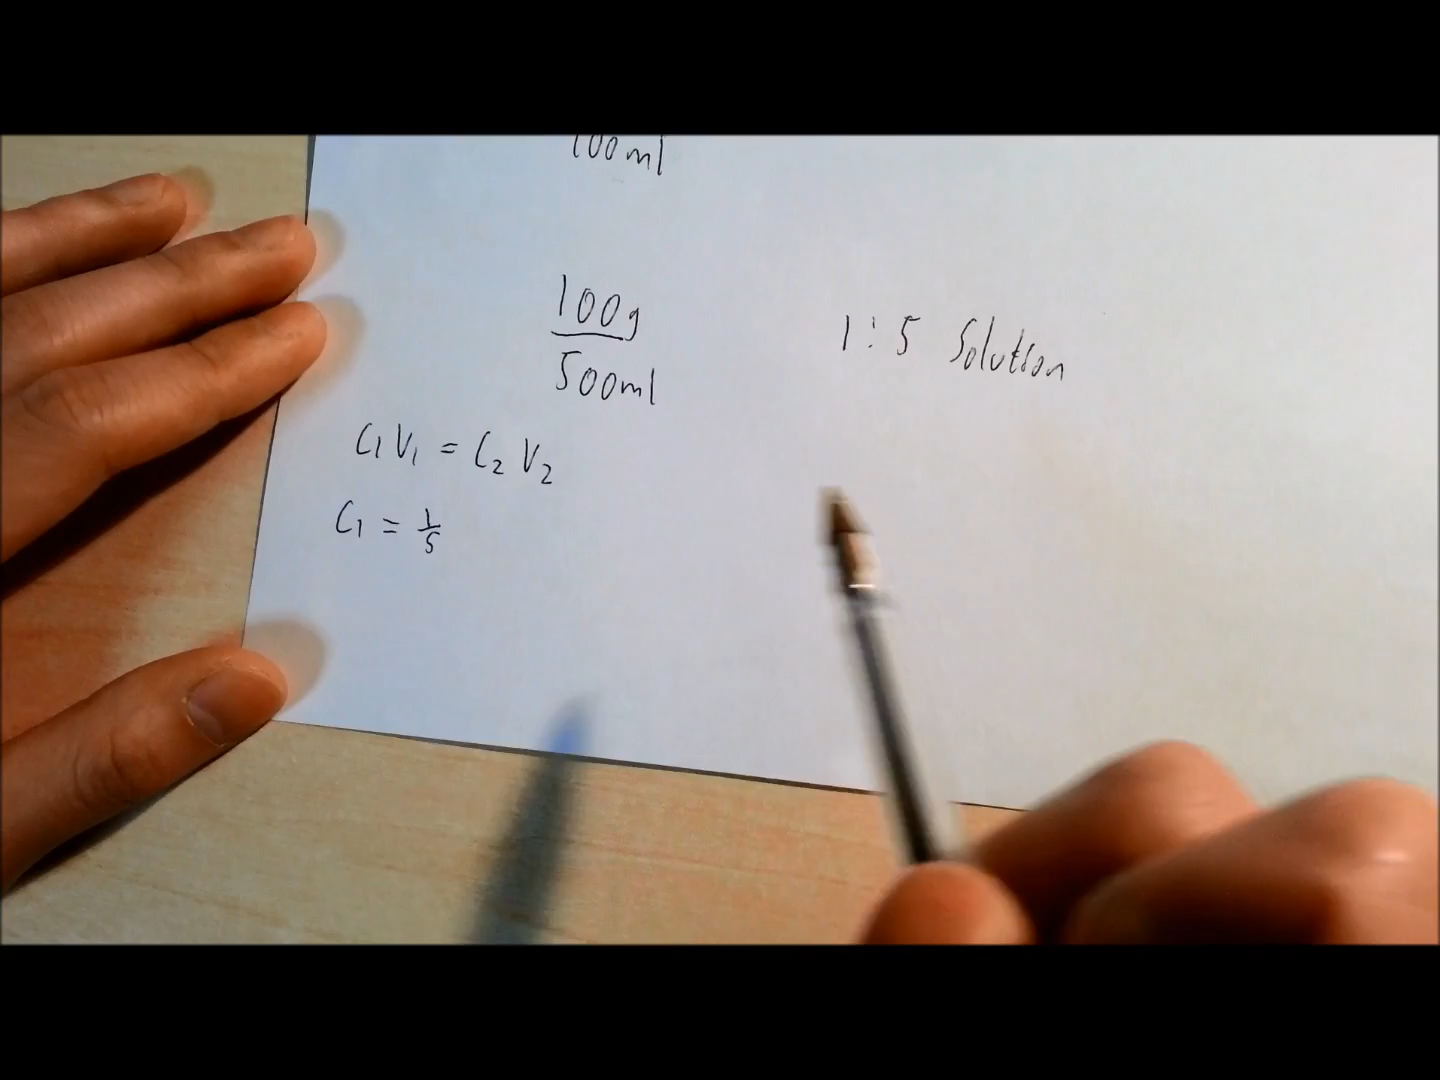 100ml
100g
500ml
1:5 Solution
C1V1 = C2V2
C1 = 1/5